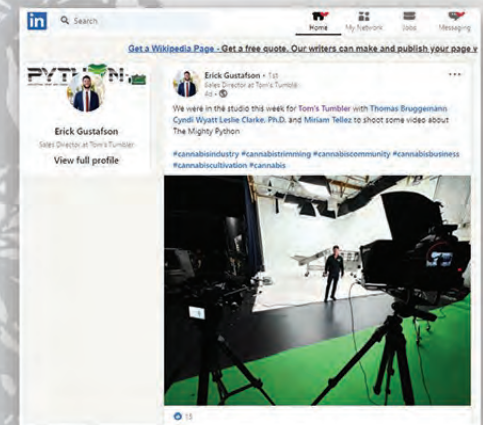 in
Search
Home
My Network
Jobs
Messaging
Get a Wikipedia Page - Get a free quote. Our writers can make and publish your page v
PYTHON
Erick Gustafson
Sales Director at Tom's Tumbler
View full profile
Erick Gustafson • 1st
Sales Director at Tom's Tumbler
Ad •
We were in the studio this week for Tom's Tumbler with Thomas Bruggemann
Cyndi Wyatt Leslie Clarke, Ph.D. and Miriam Tellez to shoot some video about
The Mighty Python
#cannabisindustry #cannabistrimming #cannabiscommunity #cannabisbusiness
#cannabiscultivation #cannabis
15